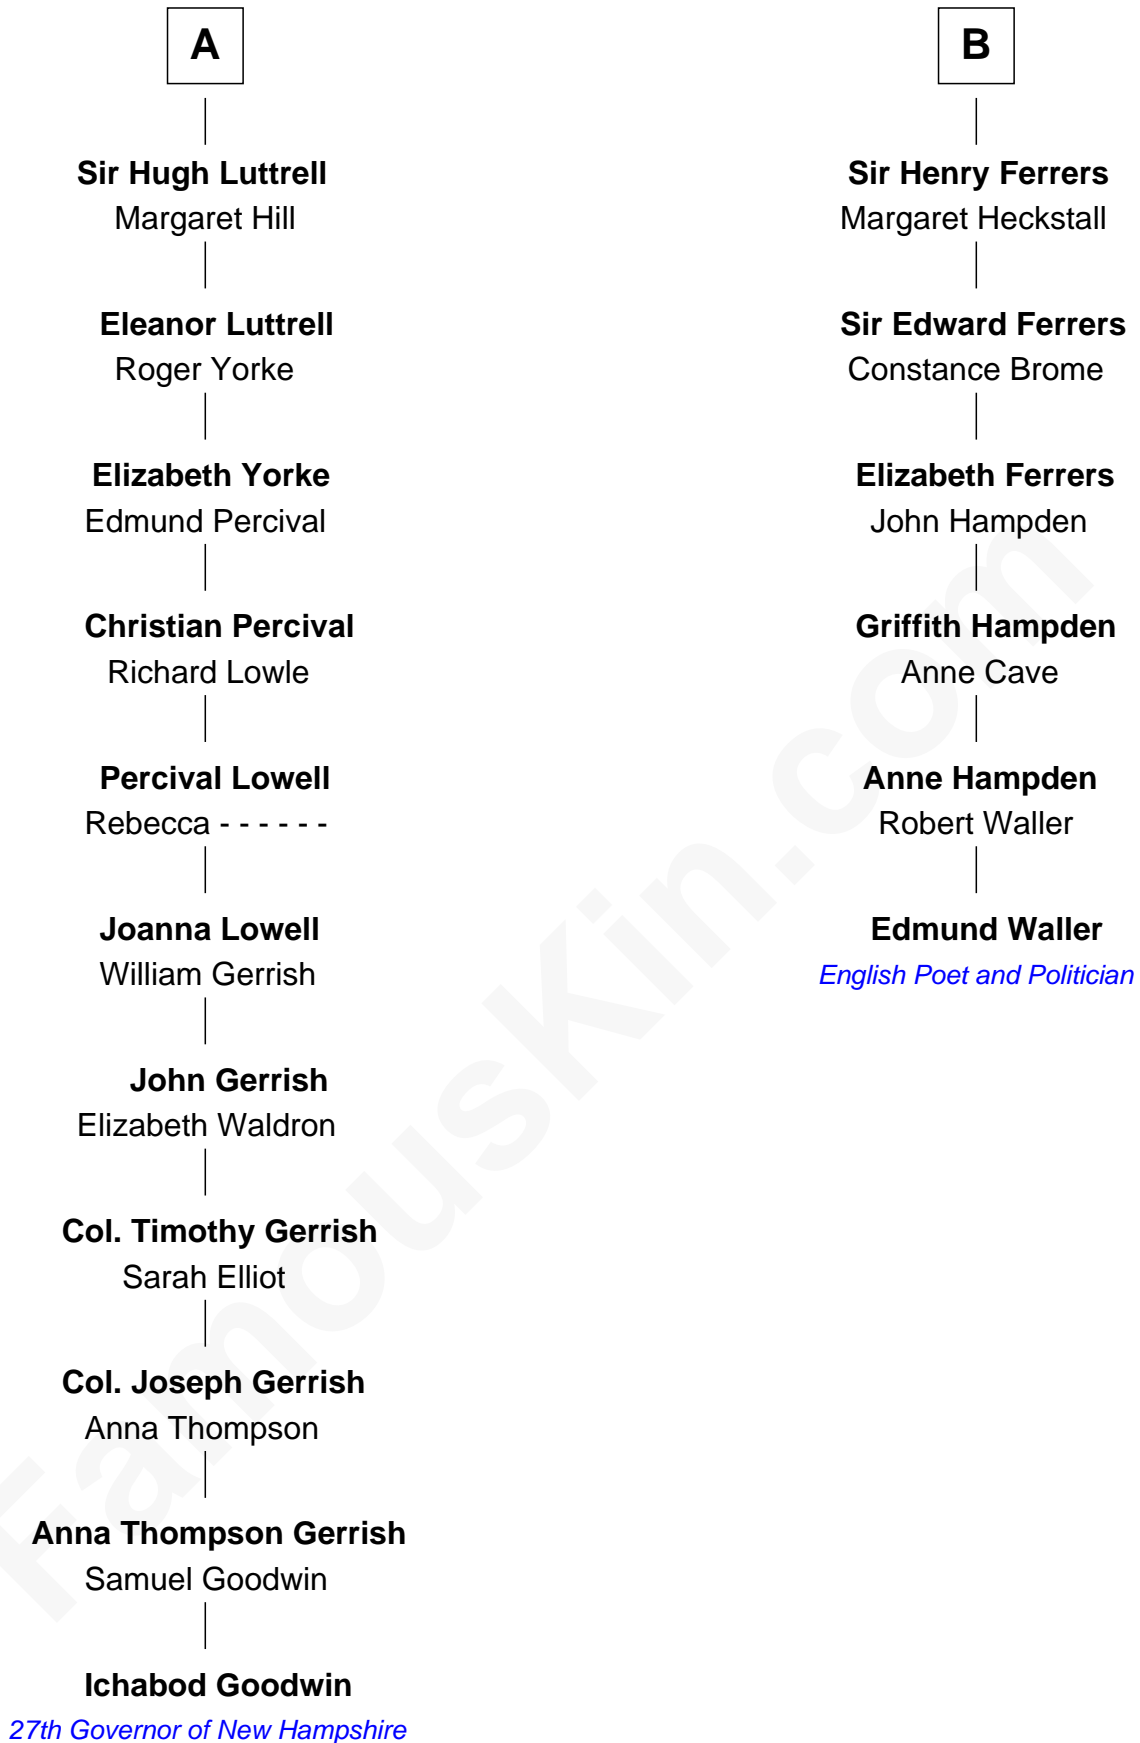 A
Sir Hugh Luttrell
Margaret Hill
Eleanor Luttrell
Roger Yorke
Elizabeth Yorke
Edmund Percival
Christian Percival
Richard Lowle
Percival Lowell
Rebecca - - - - - -
Joanna Lowell
William Gerrish
John Gerrish
Elizabeth Waldron
Col. Timothy Gerrish
Sarah Elliot
Col. Joseph Gerrish
Anna Thompson
Anna Thompson Gerrish
Samuel Goodwin
Ichabod Goodwin
27th Governor of New Hampshire
B
Sir Henry Ferrers
Margaret Heckstall
Sir Edward Ferrers
Constance Brome
Elizabeth Ferrers
John Hampden
Griffith Hampden
Anne Cave
Anne Hampden
Robert Waller
Edmund Waller
English Poet and Politician
FamousKin.com